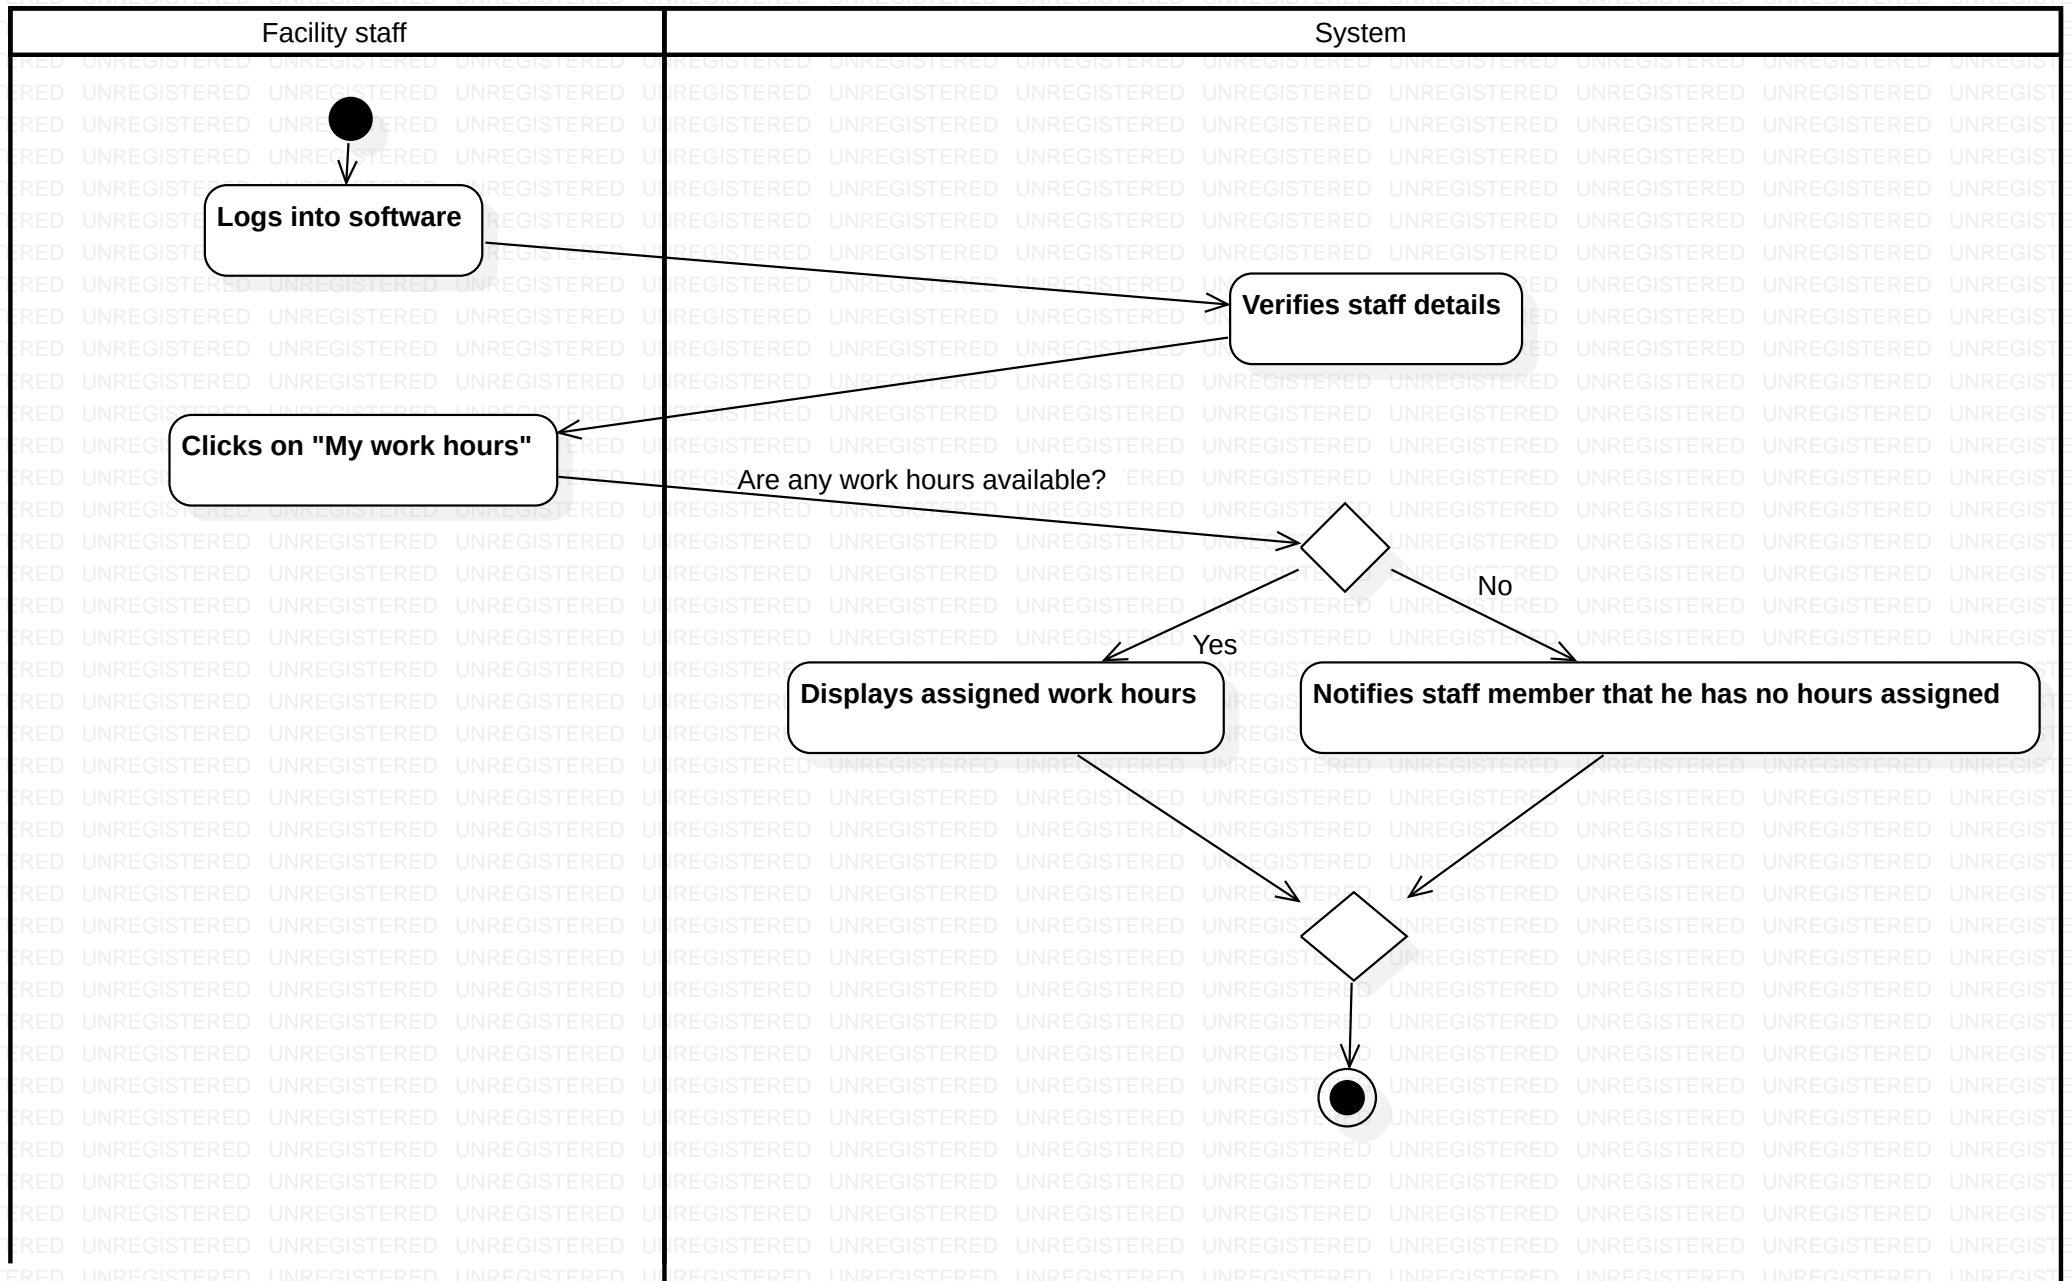 Facility staff
System
Logs into software
Verifies staff details
Clicks on "My work hours"
Are any work hours available?
No
Yes
Displays assigned work hours
Notifies staff member that he has no hours assigned
UNREGISTERED